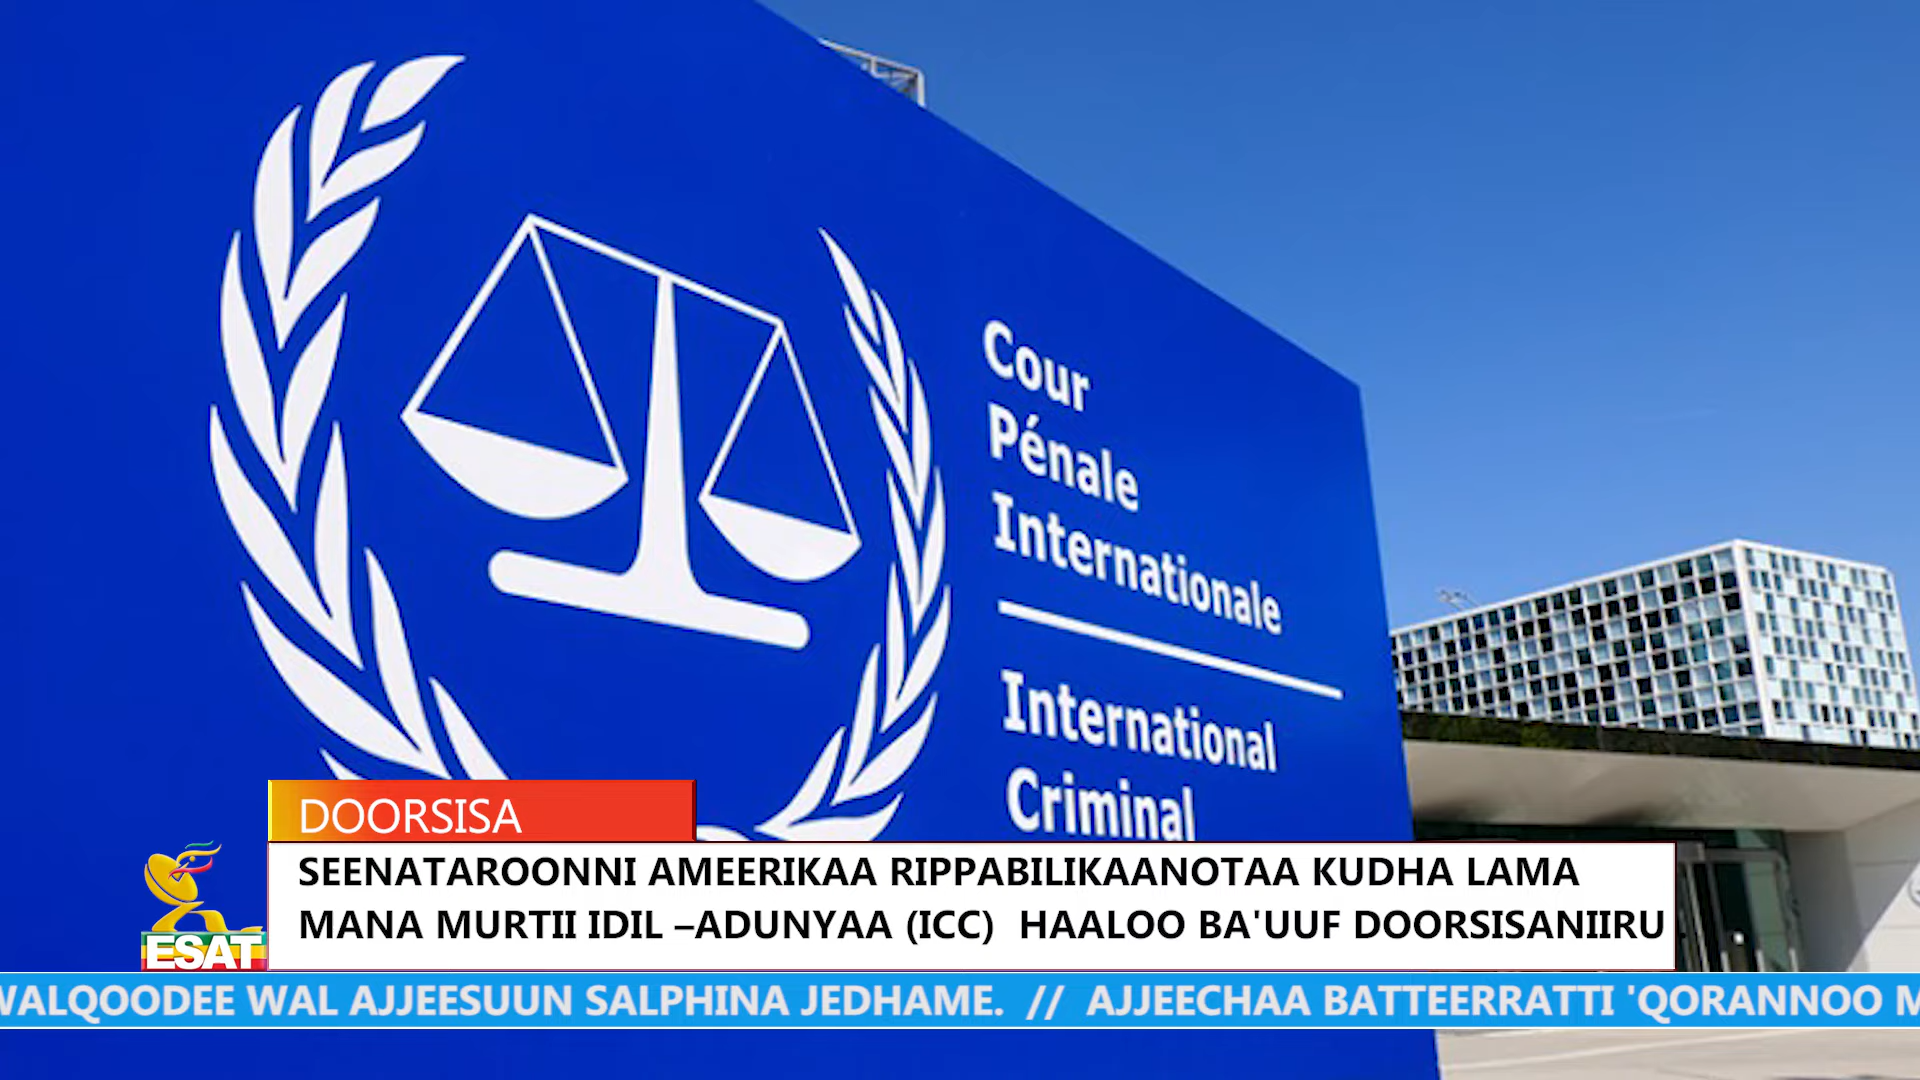 Cour
Pénale
Internationale
International
Criminal
DOORSISA
SEENATAROONNI AMEERIKAA RIPPABILIKAANOTAA KUDHA LAMA
MANA MURTII IDIL –ADUNYAA (ICC) HAALOO BA'UUF DOORSISANIIRU
ESAT
WALQOODEE WAL AJJEESUUN SALPHINA JEDHAME. // AJJEECHAA BATTEERRATTI 'QORANNOO